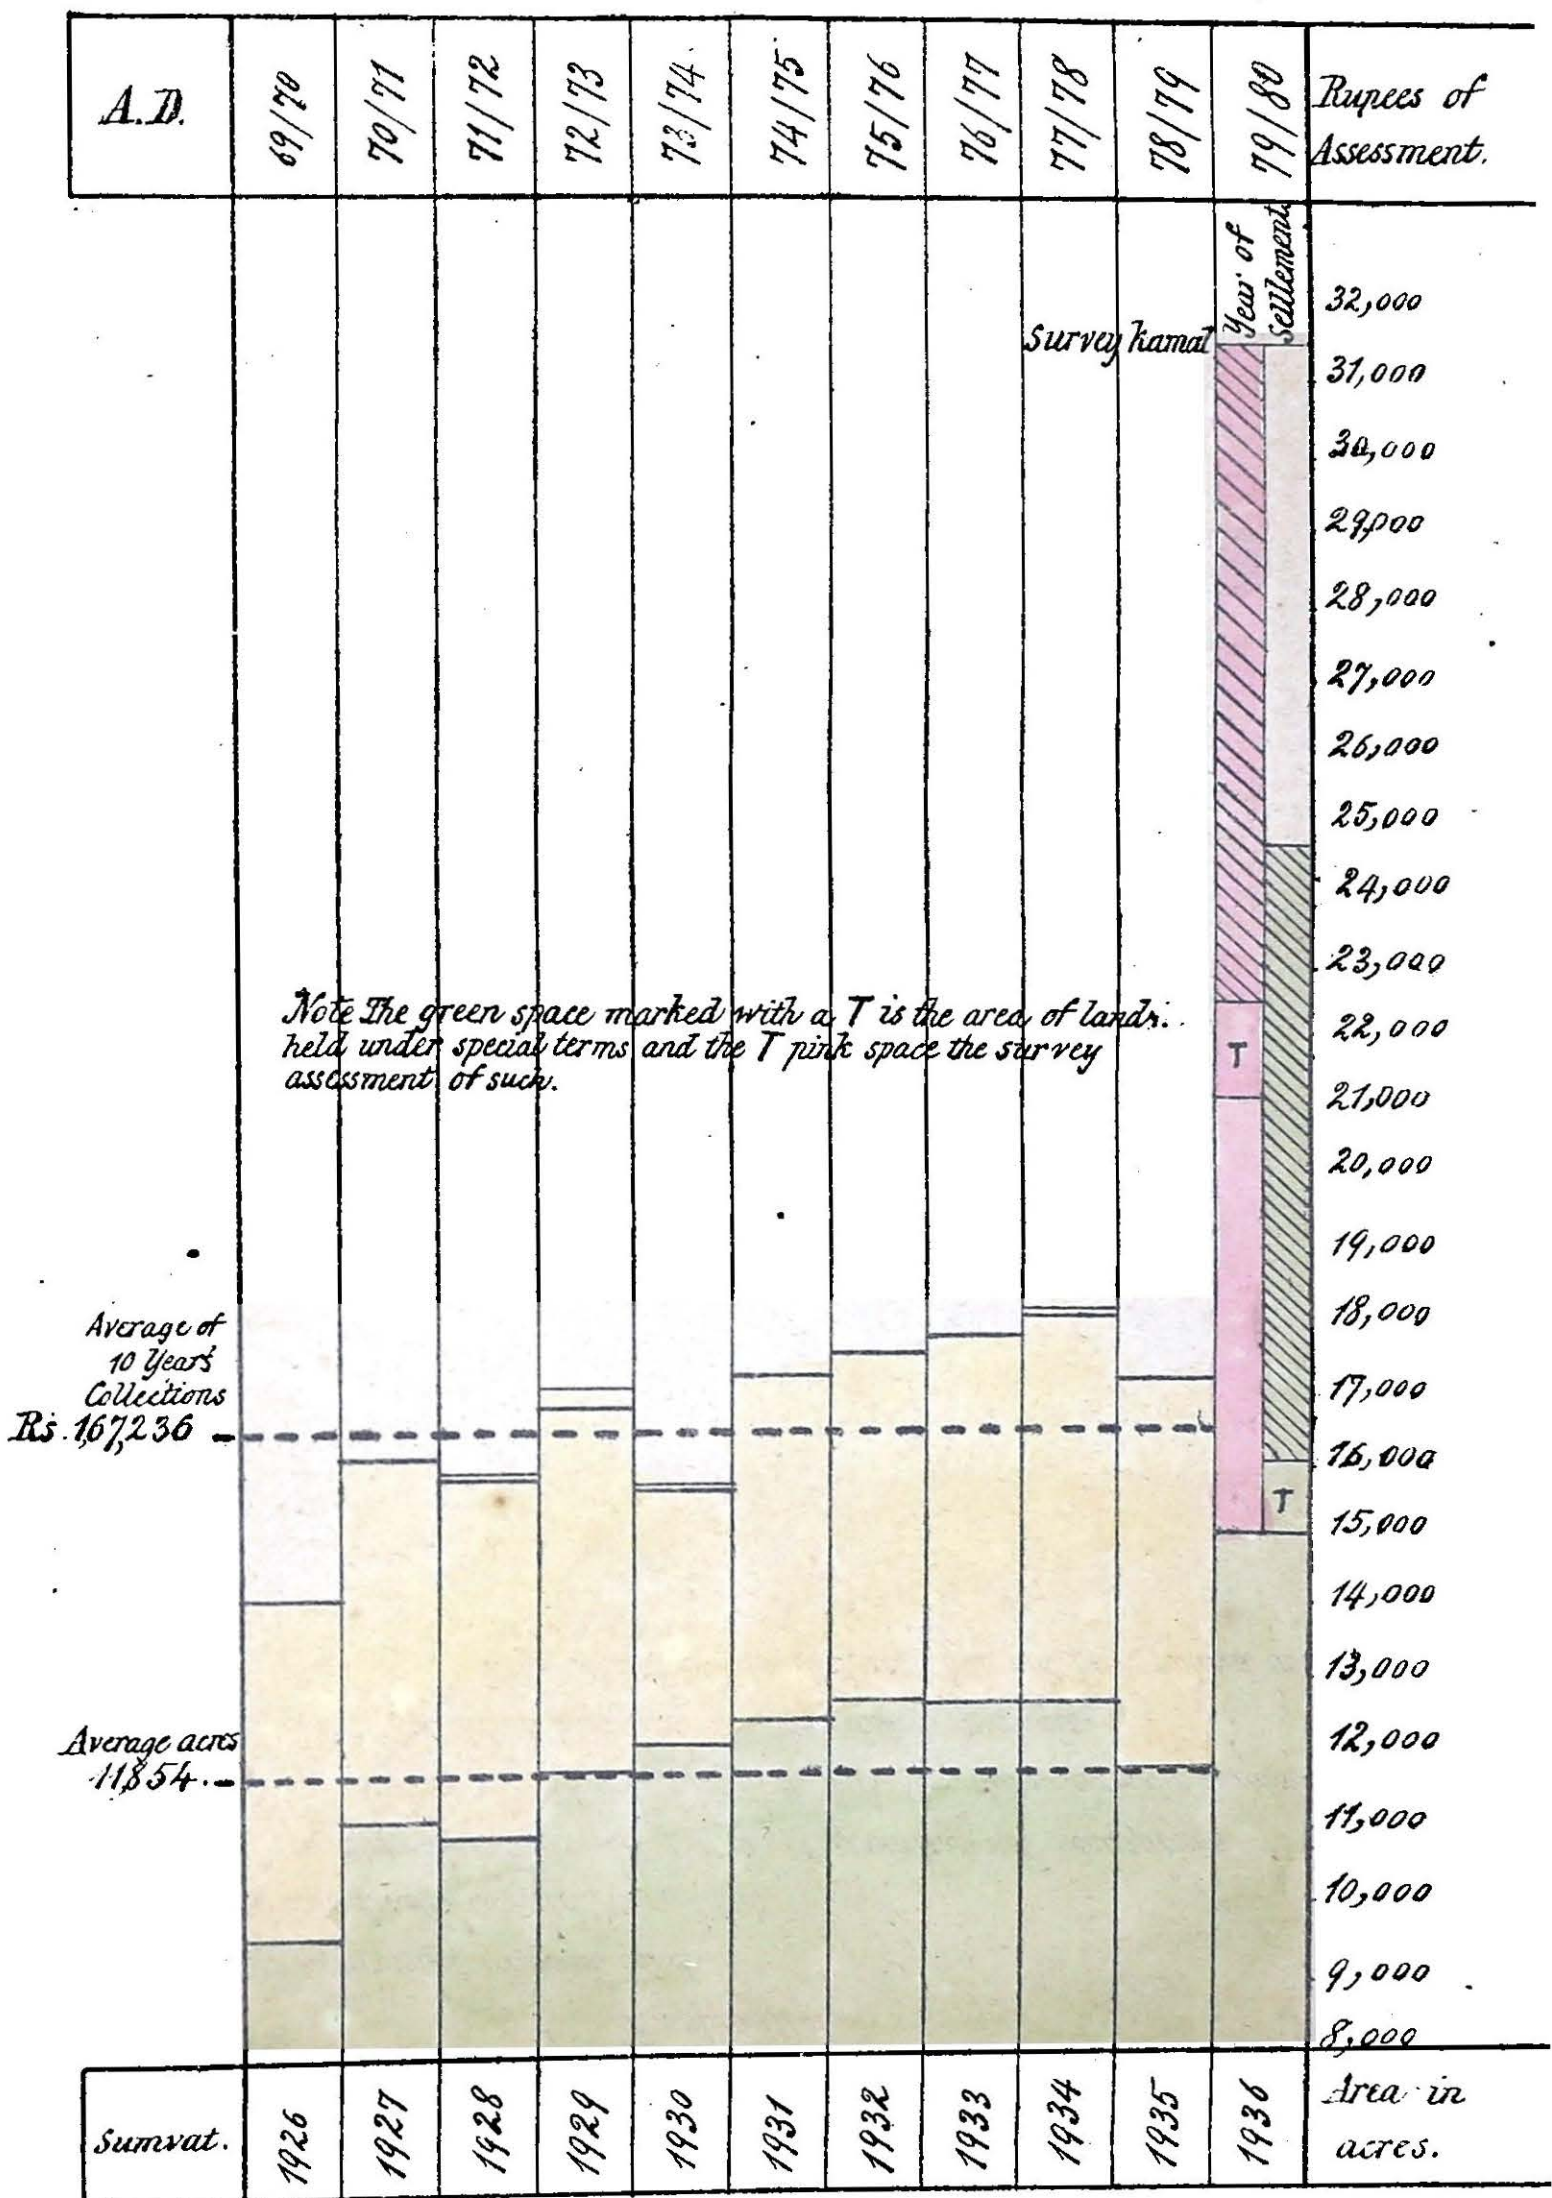 A.D.
69/70
70/71
71/72
72/73
73/74
74/75
75/76
76/77
77/78
78/79
79/80
Rupees of
Assessment.
Year of
Settlement.
Survey kamal
32,000
31,000
30,000
29,000
28,000
27,000
26,000
25,000
24,000
23,000
22,000
21,000
20,000
19,000
18,000
17,000
16,000
15,000
14,000
13,000
12,000
11,000
10,000
9,000
8,000
Note The green space marked with a T is the area of lands.
held under special terms and the T pink space the survey
assessment of such.
T
T
Average of
10 Years
Collections
Rs. 1,67,236
Average acres
11,854.
Sumvat.
1926
1927
1928
1929
1930
1931
1932
1933
1934
1935
1936
Area in
acres.